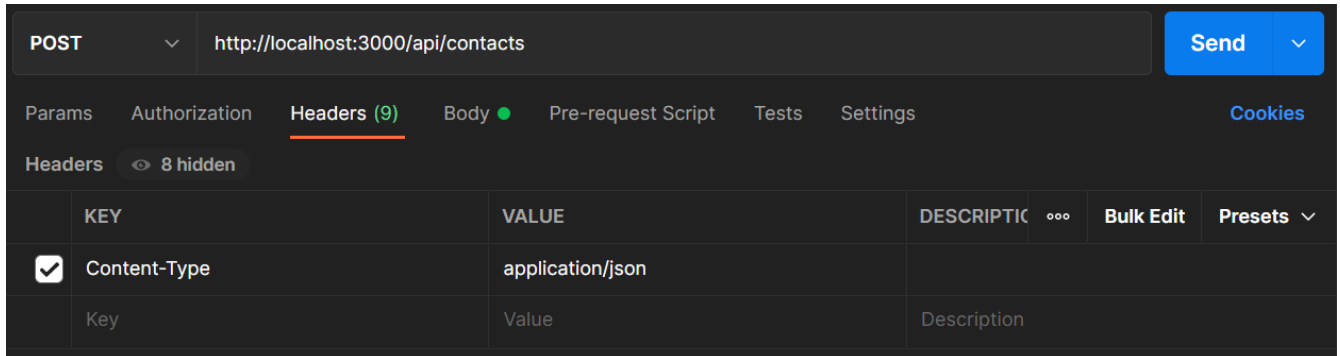 POST http://localhost:3000/api/contacts Send
Params Authorization Headers (9) Body Pre-request Script Tests Settings Cookies
Headers 8 hidden
KEY VALUE DESCRIPTIC ooo Bulk Edit Presets
Content-Type application/json
Key Value Description